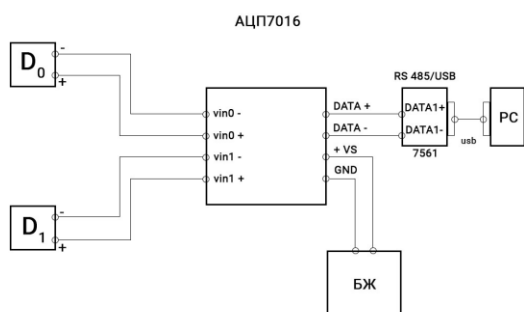 АЦП7016
D0
-
+
vin0 -
vin0 +
vin1 -
vin1 +
DATA +
DATA -
+ VS
GND
RS 485/USB
DATA1+
DATA1-
7561
usb
PC
D1
-
+
БЖ